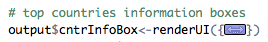 # top countries information boxes
output$cntrInfoBox<-renderUI({})